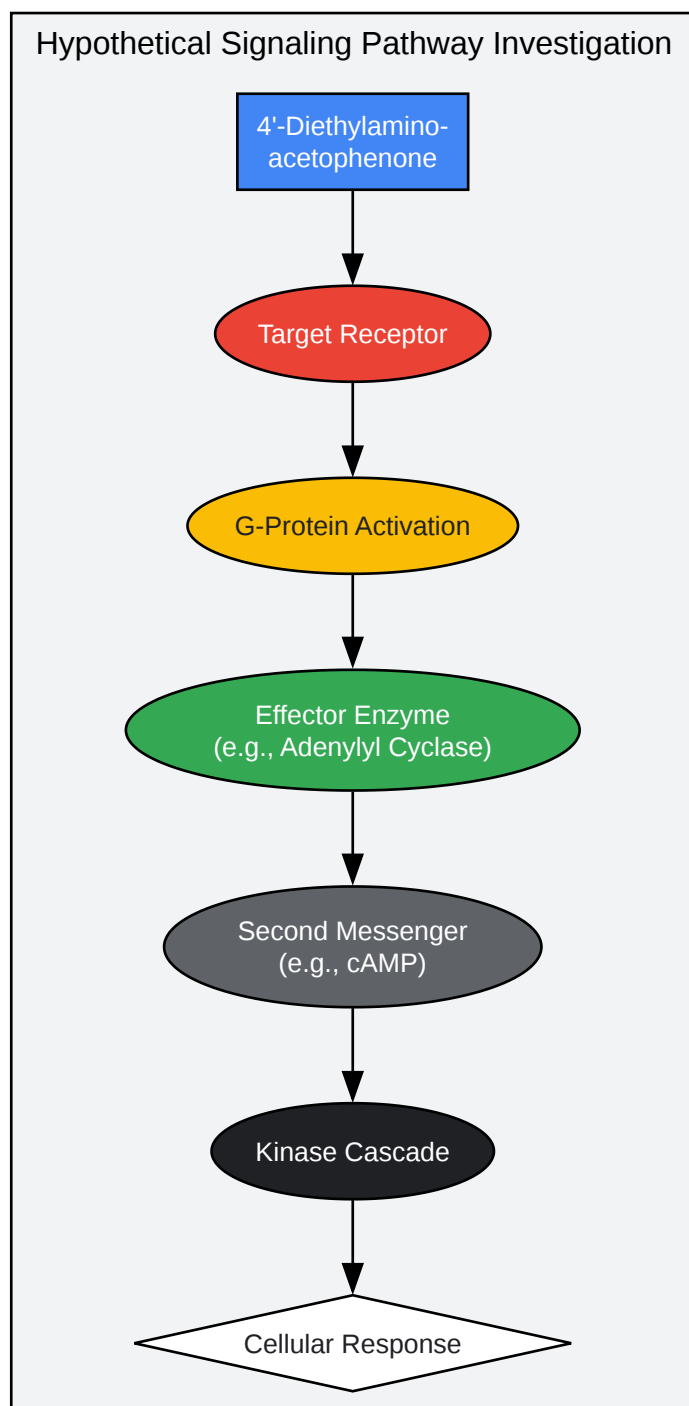 Hypothetical Signaling Pathway Investigation
4'-Diethylamino-
acetophenone
Target Receptor
G-Protein Activation
Effector Enzyme
(e.g., Adenylyl Cyclase)
Second Messenger
(e.g., cAMP)
Kinase Cascade
Cellular Response